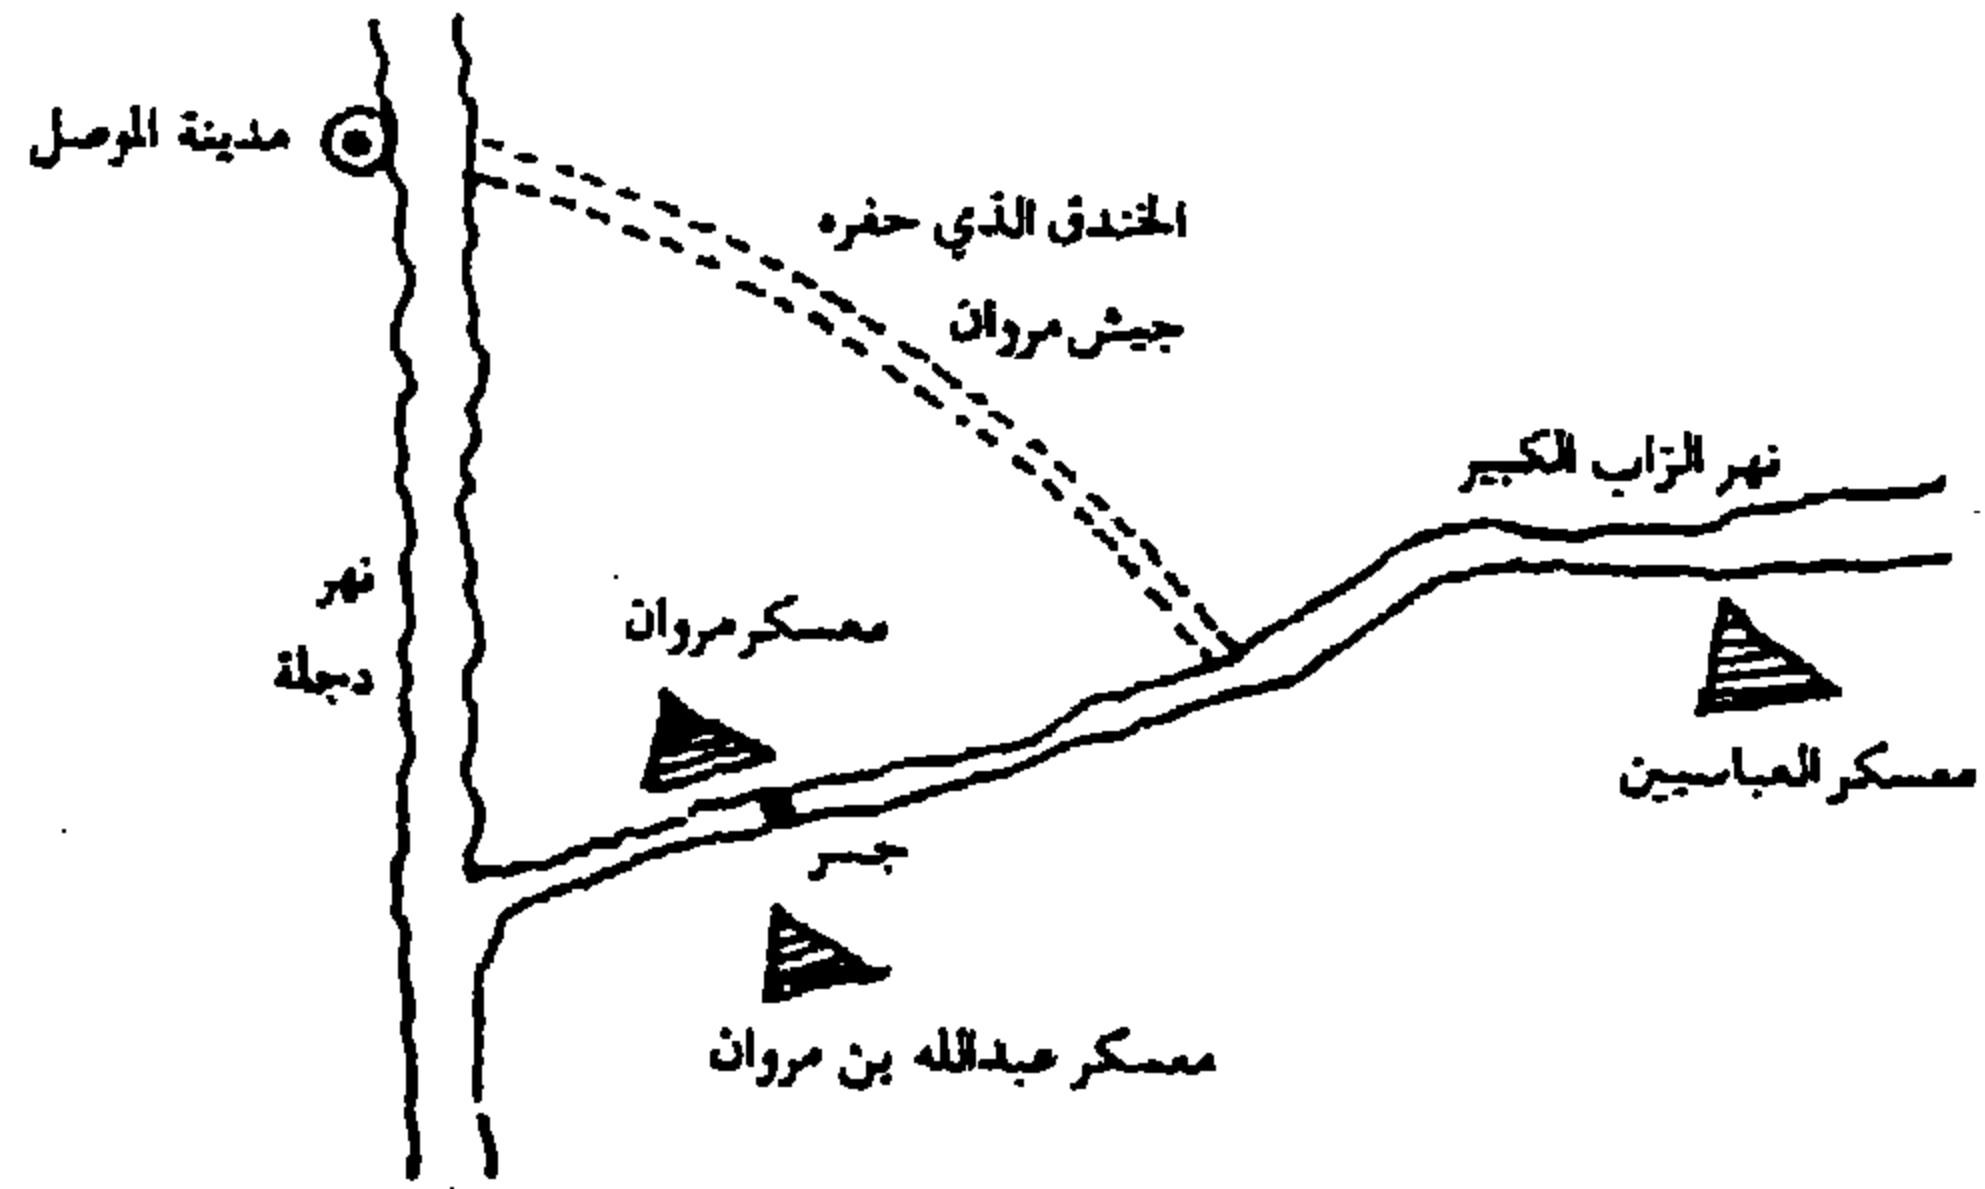 مدينة الموصل
الخندق الذي حفره
جيش مروان
نهر الزاب الكبير
نهر
دجلة
معسكر مروان
معسكر العباسيين
جسر
معسكر عبدالله بن مروان